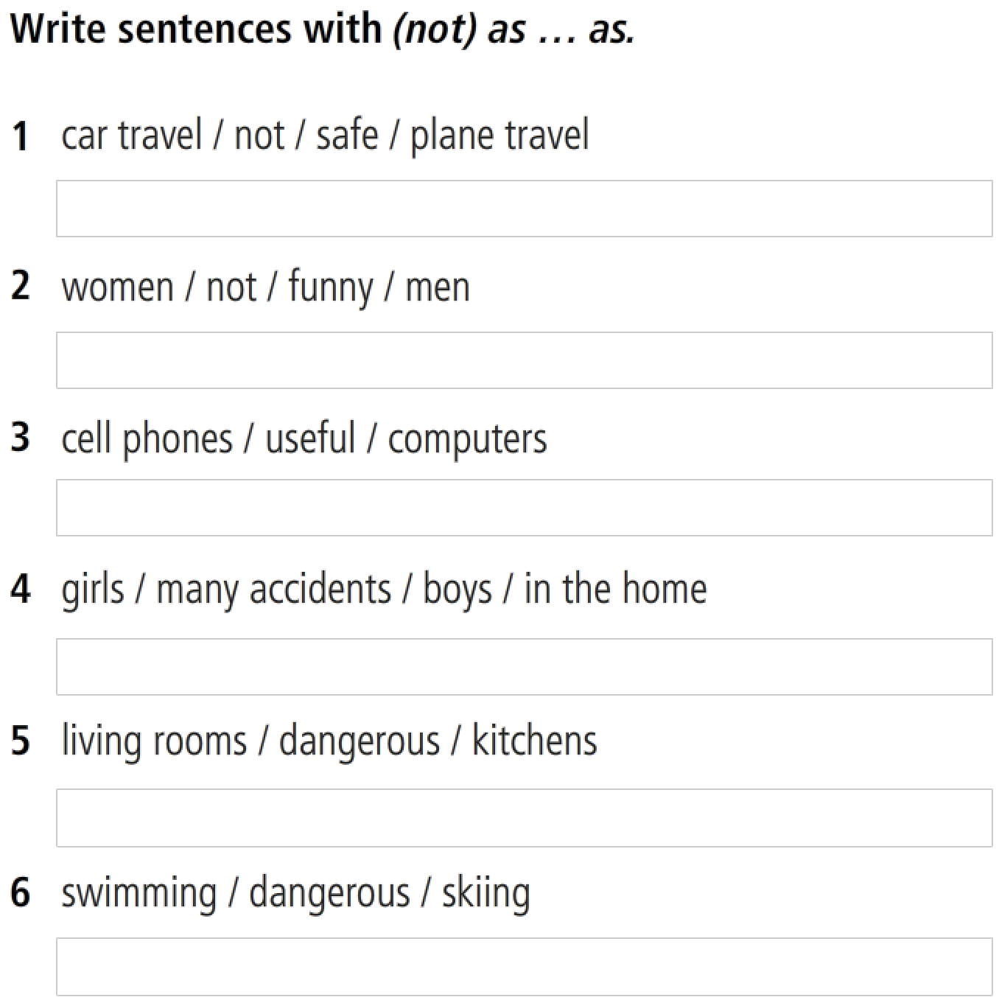 Write sentences with (not) as … as.
1 car travel / not / safe / plane travel
2 women / not / funny / men
3 cell phones / useful / computers
4 girls / many accidents / boys / in the home
5 living rooms / dangerous / kitchens
6 swimming / dangerous / skiing